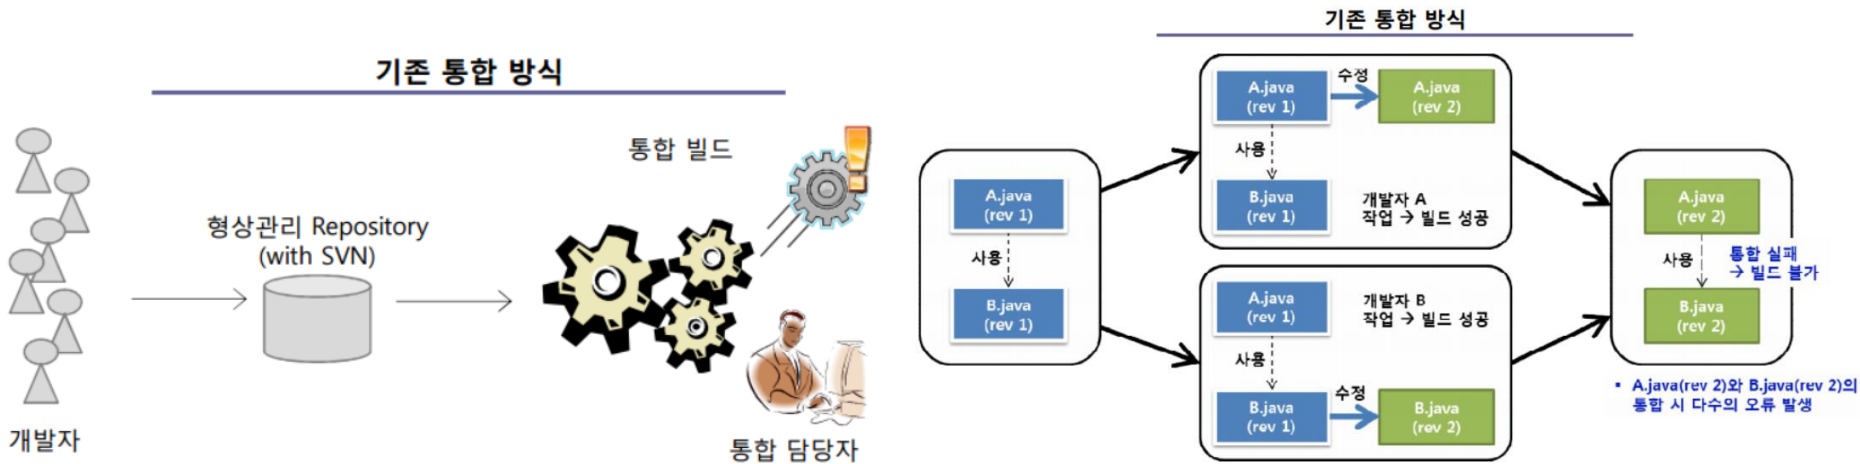 기존 통합 방식
통합 빌드
형상관리 Repository
(with SVN)
개발자
통합 담당자
기존 통합 방식
A.java
(rev 1)
사용
B.java
(rev 1)
A.java
(rev 1)
수정
A.java
(rev 2)
사용
B.java
(rev 1)
개발자 A
작업 → 빌드 성공
A.java
(rev 1)
개발자 B
작업 → 빌드 성공
사용
B.java
(rev 1)
수정
B.java
(rev 2)
A.java
(rev 2)
사용
통합 실패
→ 빌드 불가
B.java
(rev 2)
▪ A.java(rev 2)와 B.java(rev 2)의
통합 시 다수의 오류 발생